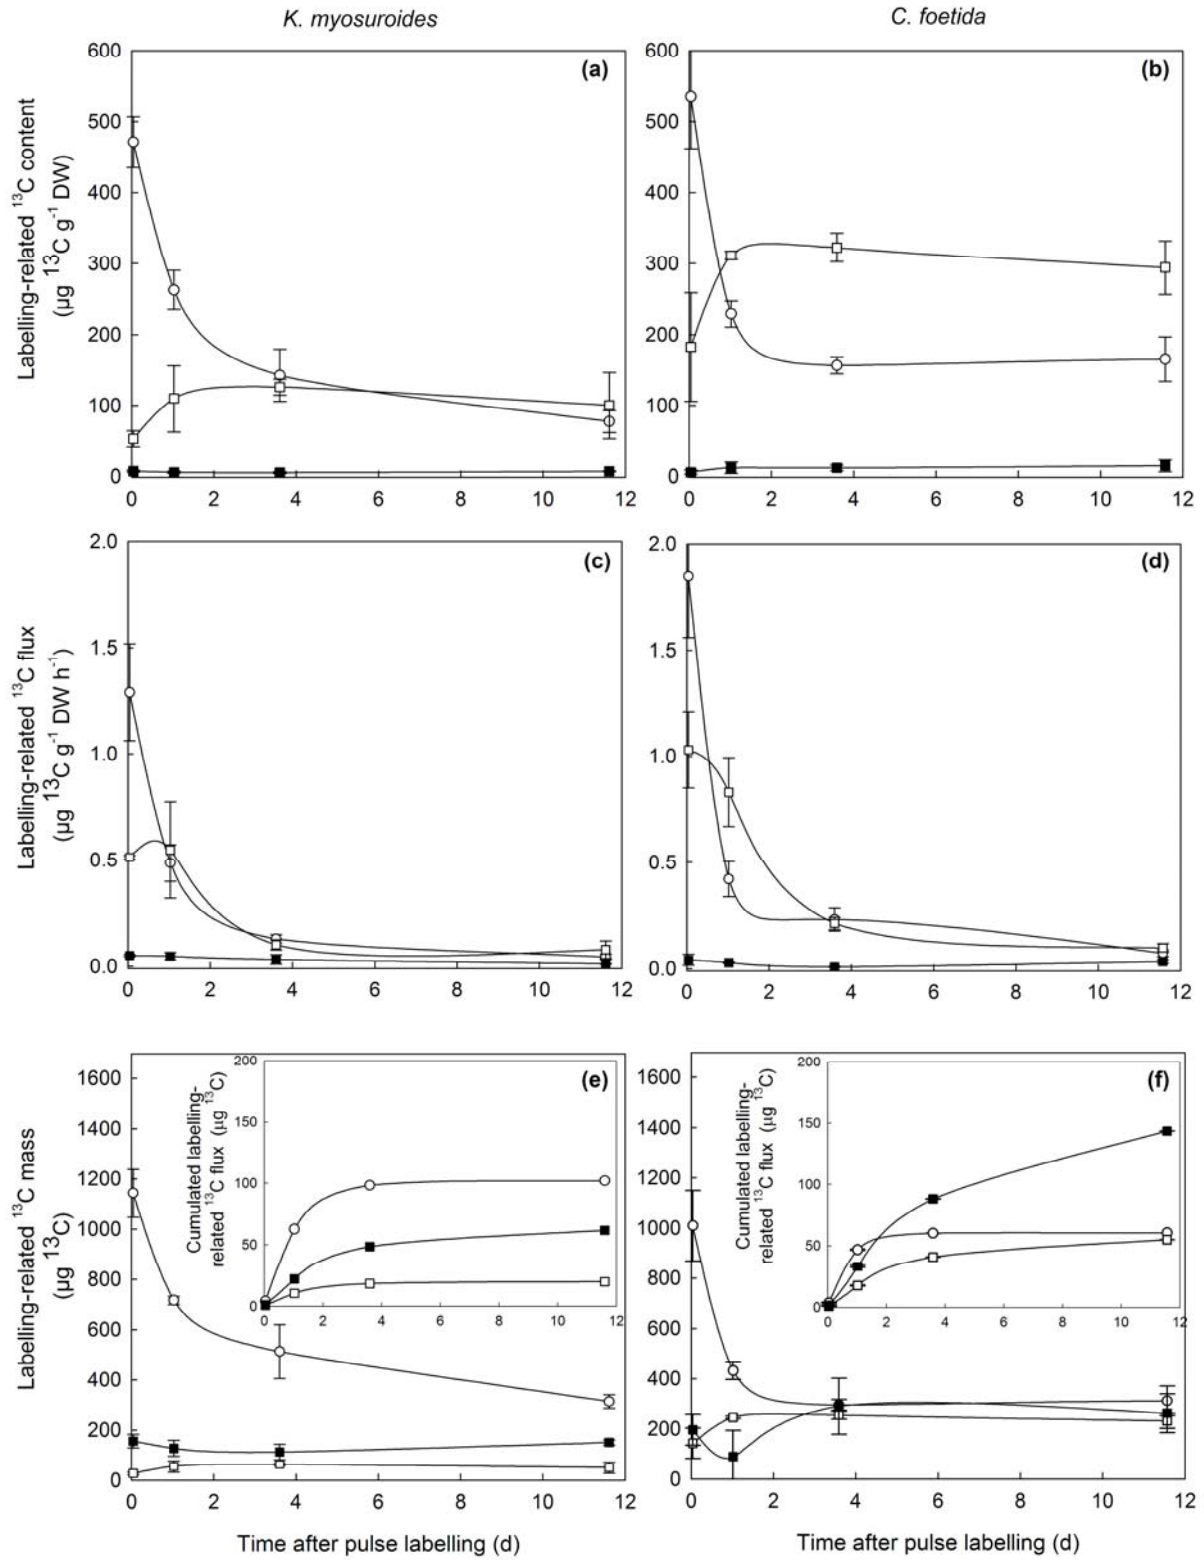 K. myosuroides
C. foetida
Labelling-related ¹³C content
(µg ¹³C g⁻¹ DW)
600
500
400
300
200
100
0
(a)
0 2 4 6 8 10 12
600
500
400
300
200
100
0
(b)
0 2 4 6 8 10 12
Labelling-related ¹³C flux
(µg ¹³C g⁻¹ DW h⁻¹)
2.0
1.5
1.0
0.5
0.0
(c)
0 2 4 6 8 10 12
2.0
1.5
1.0
0.5
0.0
(d)
0 2 4 6 8 10 12
Labelling-related ¹³C mass
(µg ¹³C)
1600
1400
1200
1000
800
600
400
200
0
(e)
Cumulated labelling-
related ¹³C flux (µg ¹³C)
200
150
100
50
0
0 2 4 6 8 10 12
0 2 4 6 8 10 12
Time after pulse labelling (d)
1600
1400
1200
1000
800
600
400
200
0
(f)
Cumulated labelling-
related ¹³C flux (µg ¹³C)
200
150
100
50
0
0 2 4 6 8 10 12
0 2 4 6 8 10 12
Time after pulse labelling (d)